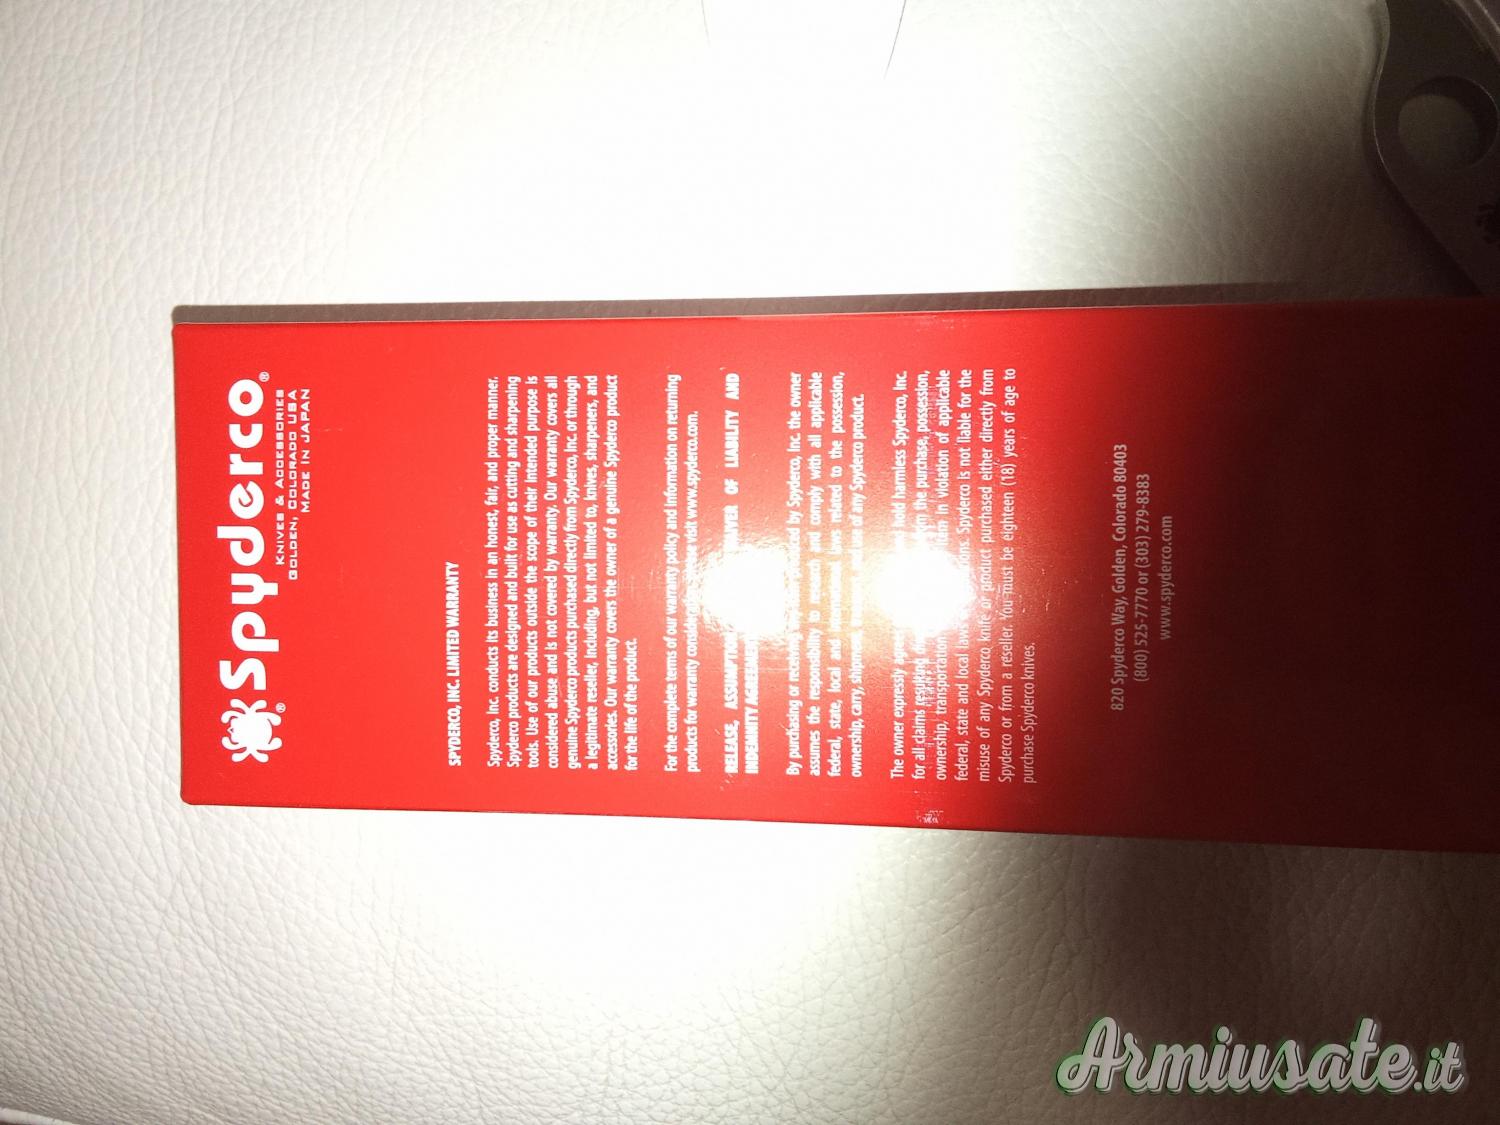 Spyderco®
KNIVES & ACCESSORIES
GOLDEN, COLORADO USA
MADE IN JAPAN
SPYDERCO, INC. LIMITED WARRANTY
Spyderco, Inc. conducts its business in an honest, fair, and proper manner.
Spyderco products are designed and built for use as cutting and sharpening
tools. Use of our products outside the scope of their intended purpose is
considered abuse and is not covered by warranty. Our warranty covers all
genuine Spyderco products purchased directly from Spyderco, Inc. or through
a legitimate reseller, including, but not limited to, knives, sharpeners, and
accessories. Our warranty covers the owner of a genuine Spyderco product
for the life of the product.
For the complete terms of our warranty policy and information on returning
products for warranty visit www.spyderco.com.
RELEASE, OF LIABILITY AND
INDEMNITY
By purchasing or by Spyderco, Inc. the owner
assumes the responsibility to and comply with all applicable
federal, state, local and laws related to the possession,
ownership, carry, use of any Spyderco product.
The owner expressly hold harmless Spyderco, Inc.
for all claims resulting the purchase, possession,
ownership, in violation of applicable
federal, state and local Spyderco is not liable for the
misuse of any Spyderco knife or product purchased either directly from
Spyderco or from a reseller. You must be eighteen (18) years of age to
purchase Spyderco knives.
820 Spyderco Way, Golden, Colorado 80403
(800) 525-7770 or (303) 279-8383
www.spyderco.com
Armiusate.it